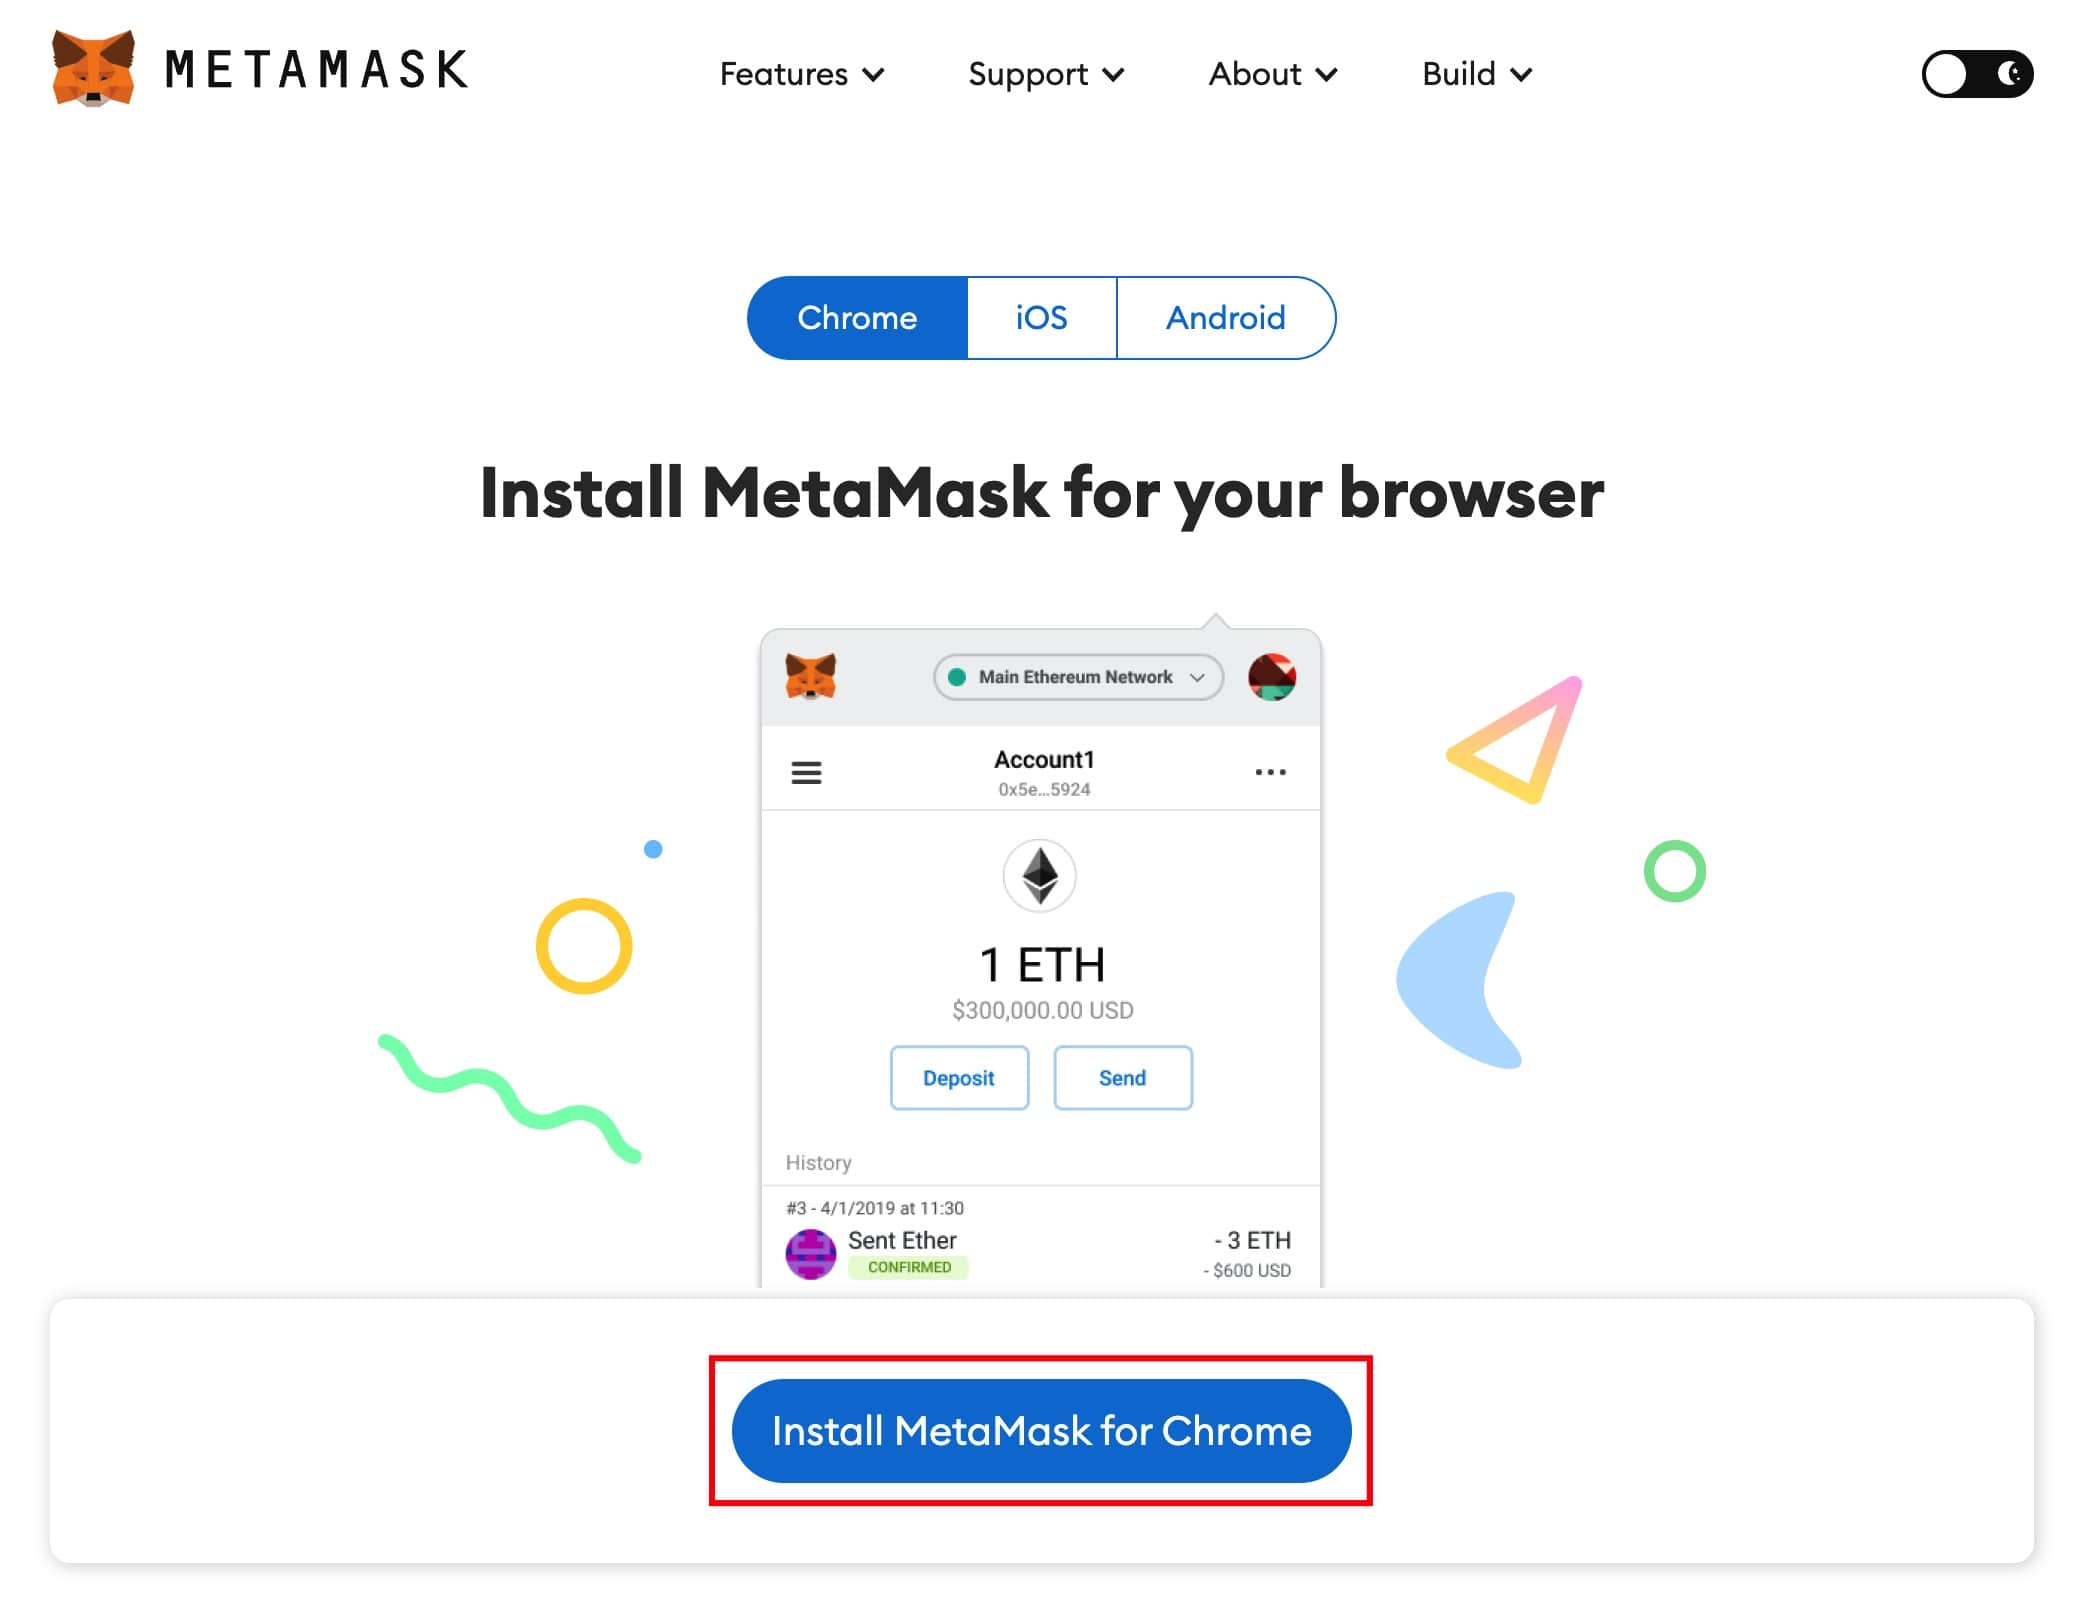 METAMASK
Features Support About Build
Chrome iOS Android
Install MetaMask for your browser
Main Ethereum Network
Account1
0x5e...5924
1 ETH
$300,000.00 USD
Deposit Send
History
#3 - 4/1/2019 at 11:30
Sent Ether - 3 ETH
CONFIRMED - $600 USD
Install MetaMask for Chrome